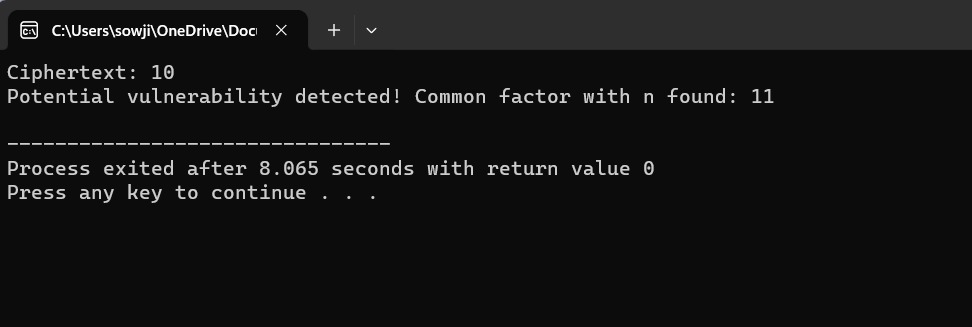 C:\Users\sowji\OneDrive\Doc
Ciphertext: 10
Potential vulnerability detected! Common factor with n found: 11
--------------------------------
Process exited after 8.065 seconds with return value 0
Press any key to continue . . .